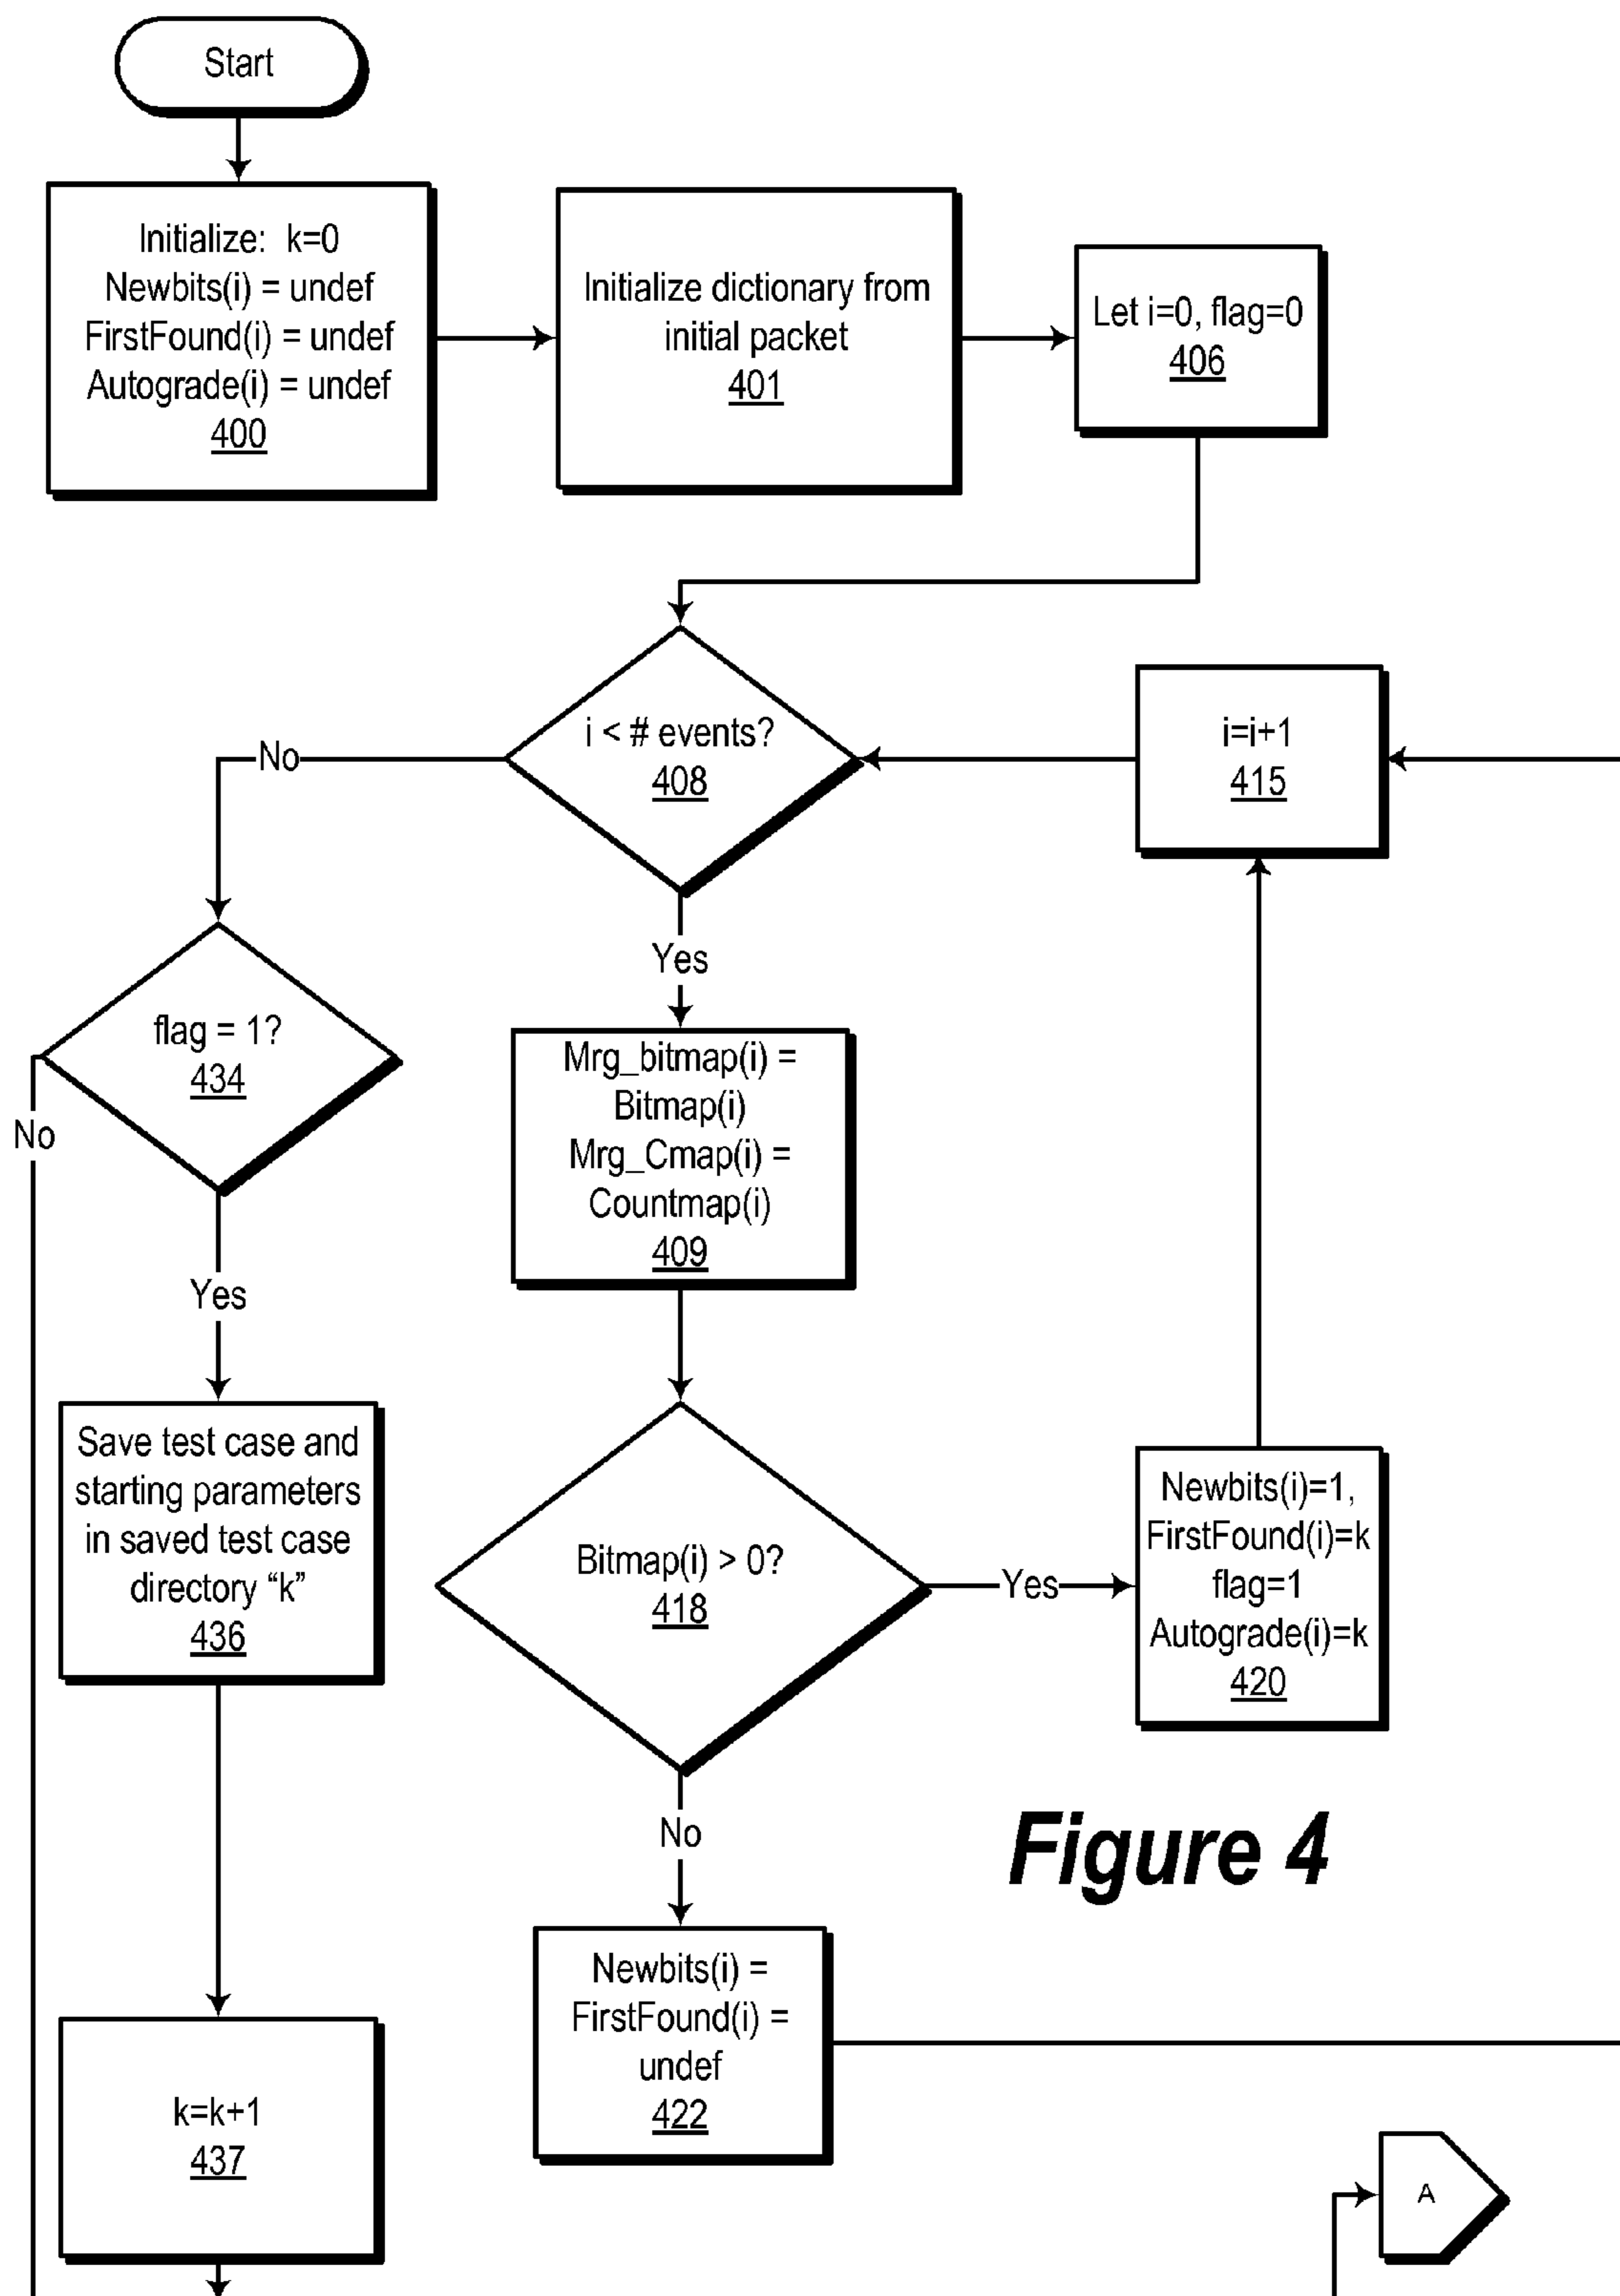 Start
Initialize:  k=0
Newbits(i) = undef
FirstFound(i) = undef
Autograde(i) = undef
400
Initialize dictionary from
initial packet
401
Let i=0, flag=0
406
i < # events?
408
i=i+1
415
No
Yes
flag = 1?
434
No
Mrg_bitmap(i) =
Bitmap(i)
Mrg_Cmap(i) =
Countmap(i)
409
Yes
Save test case and
starting parameters
in saved test case
directory “k”
436
Bitmap(i) > 0?
418
Yes
Newbits(i)=1,
FirstFound(i)=k
flag=1
Autograde(i)=k
420
No
Figure 4
Newbits(i) =
FirstFound(i) =
undef
422
k=k+1
437
A